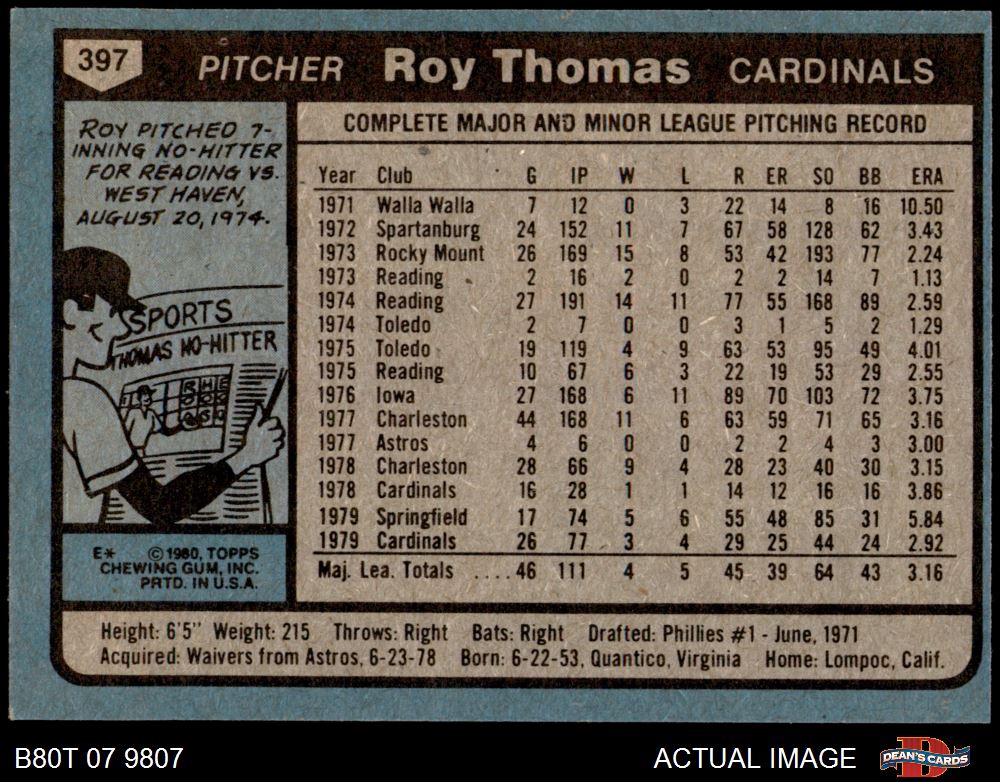 397 PITCHER Roy Thomas CARDINALS
ROY PITCHED 7-
INNING NO-HITTER
FOR READING VS.
WEST HAVEN,
AUGUST 20, 1974.
SPORTS
THOMAS NO-HITTER
R H E
E* © 1980, TOPPS
CHEWING GUM, INC.
PRTD. IN U.S.A.
COMPLETE MAJOR AND MINOR LEAGUE PITCHING RECORD
Year Club G IP W L R ER SO BB ERA
1971 Walla Walla 7 12 0 3 22 14 8 16 10.50
1972 Spartanburg 24 152 11 7 67 58 128 62 3.43
1973 Rocky Mount 26 169 15 8 53 42 193 77 2.24
1973 Reading 2 16 2 0 2 2 14 7 1.13
1974 Reading 27 191 14 11 77 55 168 89 2.59
1974 Toledo 2 7 0 0 3 1 5 2 1.29
1975 Toledo 19 119 4 9 63 53 95 49 4.01
1975 Reading 10 67 6 3 22 19 53 29 2.55
1976 Iowa 27 168 6 11 89 70 103 72 3.75
1977 Charleston 44 168 11 6 63 59 71 65 3.16
1977 Astros 4 6 0 0 2 2 4 3 3.00
1978 Charleston 28 66 9 4 28 23 40 30 3.15
1978 Cardinals 16 28 1 1 14 12 16 16 3.86
1979 Springfield 17 74 5 6 55 48 85 31 5.84
1979 Cardinals 26 77 3 4 29 25 44 24 2.92
Maj. Lea. Totals ....46 111 4 5 45 39 64 43 3.16
Height: 6'5" Weight: 215 Throws: Right Bats: Right Drafted: Phillies #1 - June, 1971
Acquired: Waivers from Astros, 6-23-78 Born: 6-22-53, Quantico, Virginia Home: Lompoc, Calif.
B80T 07 9807 ACTUAL IMAGE DEAN'S CARDS